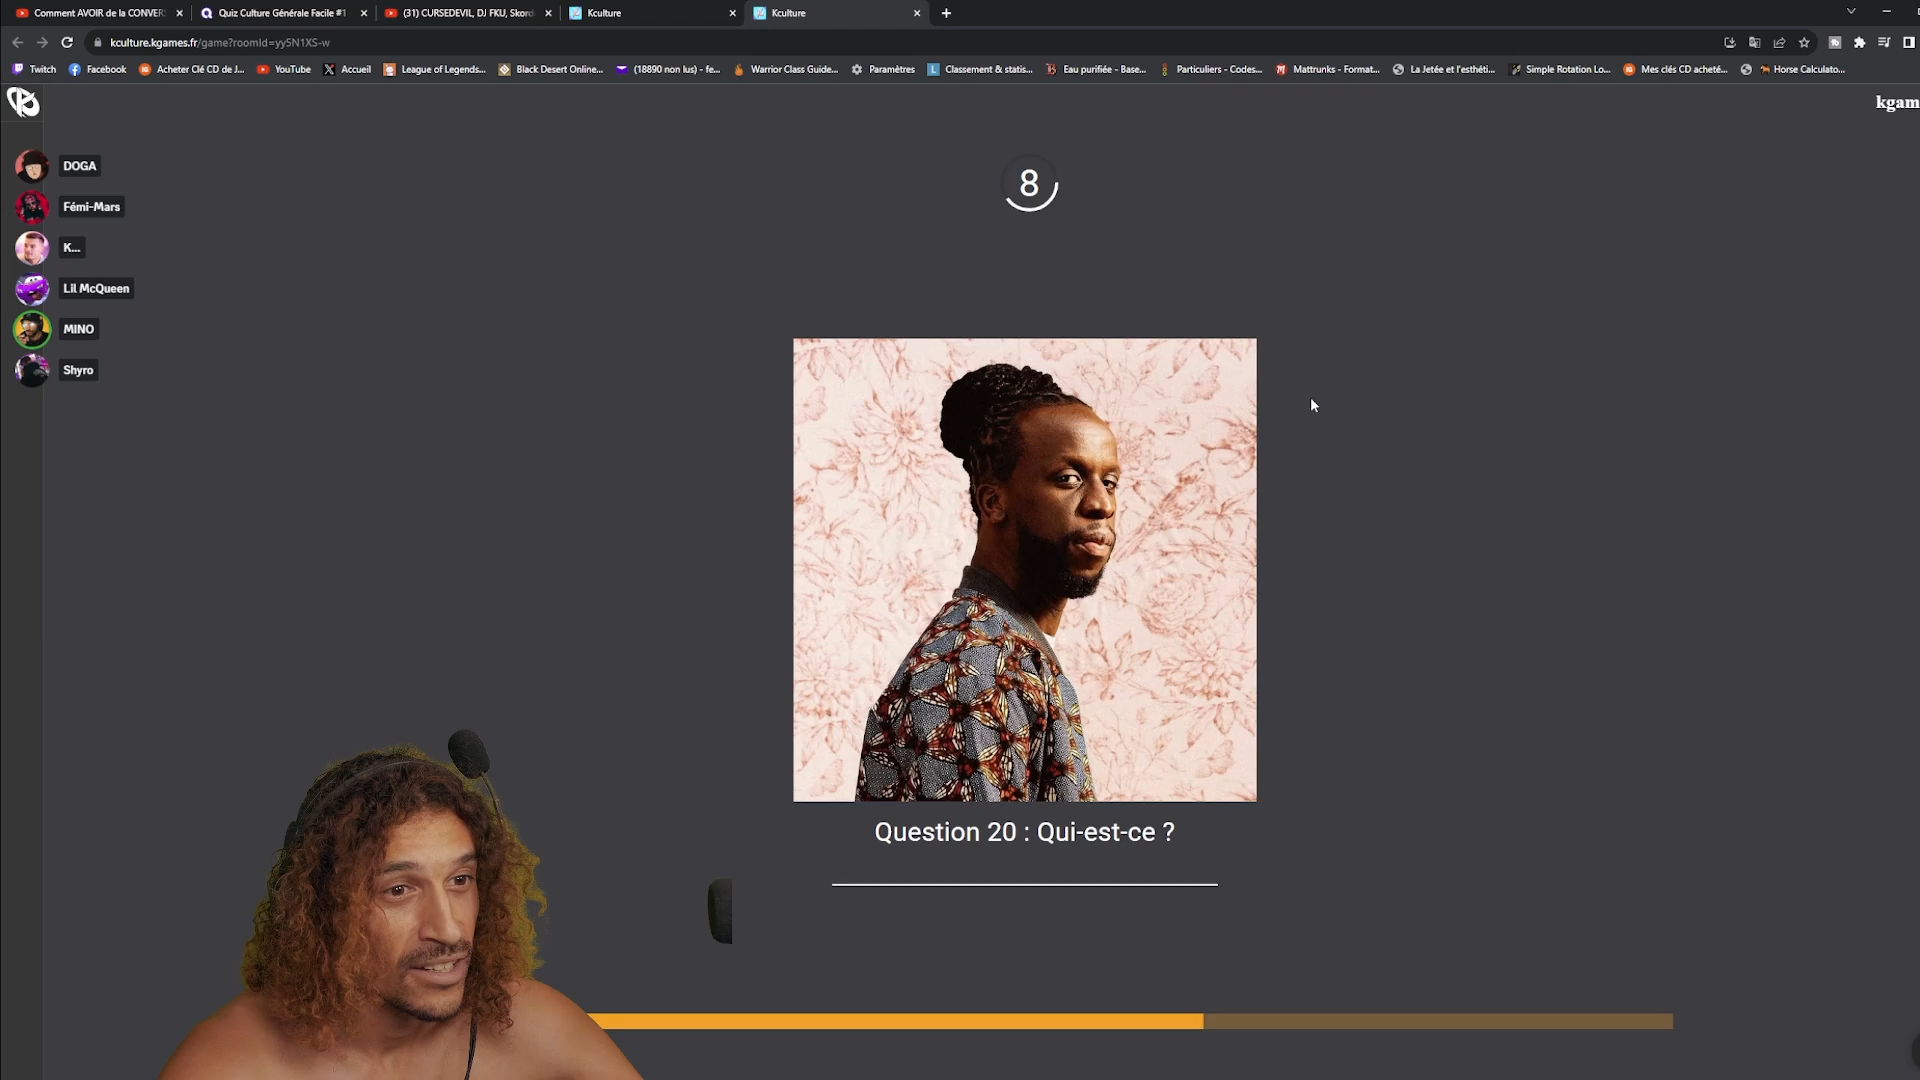 Comment AVOIR de la CONVER
Quiz Culture Générale Facile #1
(31) CURSEDEVIL, DJ FKU, Skord
Kculture
Kculture
kculture.kgames.fr/game?roomId=yy5N1XS-w
Twitch
Facebook
Acheter Clé CD de J...
YouTube
Accueil
League of Legends...
Black Desert Online...
(18890 non lus) - fe...
Warrior Class Guide...
Paramètres
Classement & statis...
Eau purifiée - Base...
Particuliers - Codes...
Mattrunks - Format...
La Jetée et l'esthéti...
Simple Rotation Lo...
Mes clés CD acheté...
Horse Calculato...
kgam
8
DOGA
Fémi-Mars
K...
Lil McQueen
MINO
Shyro
Question 20 : Qui-est-ce ?